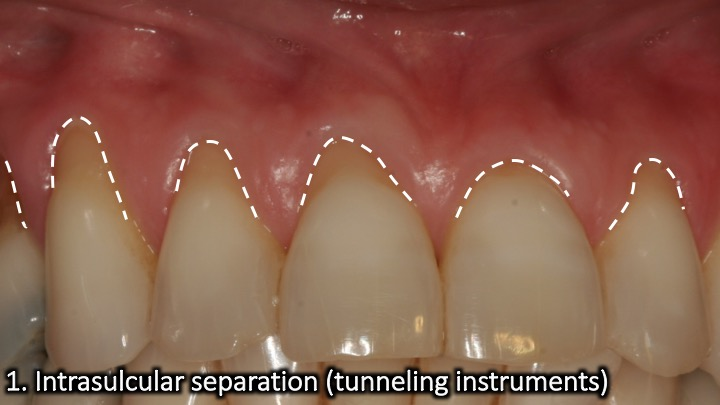 1. Intrasulcular separation (tunneling instruments)